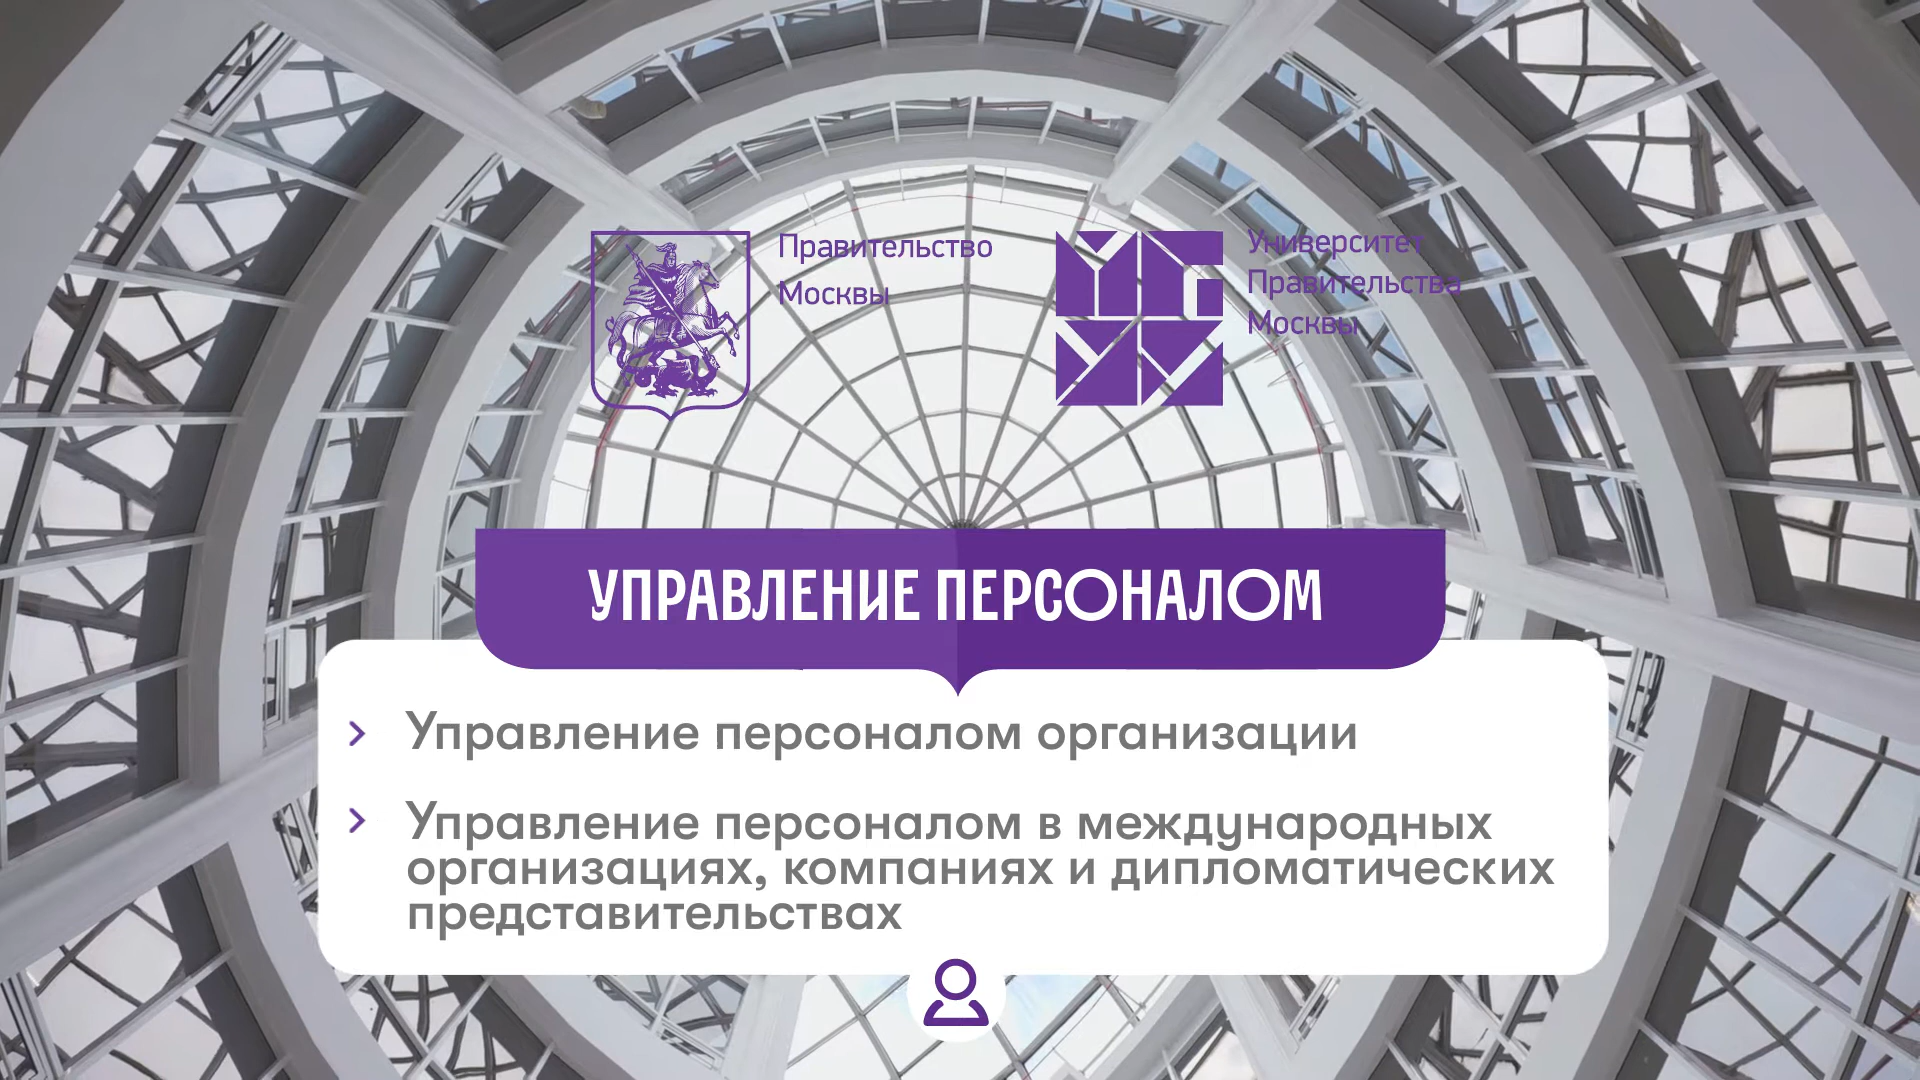 Правительство
Москвы
Университет
Правительства
Москвы
УПРАВЛЕНИЕ ПЕРСОНАЛОМ
Управление персоналом организации
Управление персоналом в международных
организациях, компаниях и дипломатических
представительствах